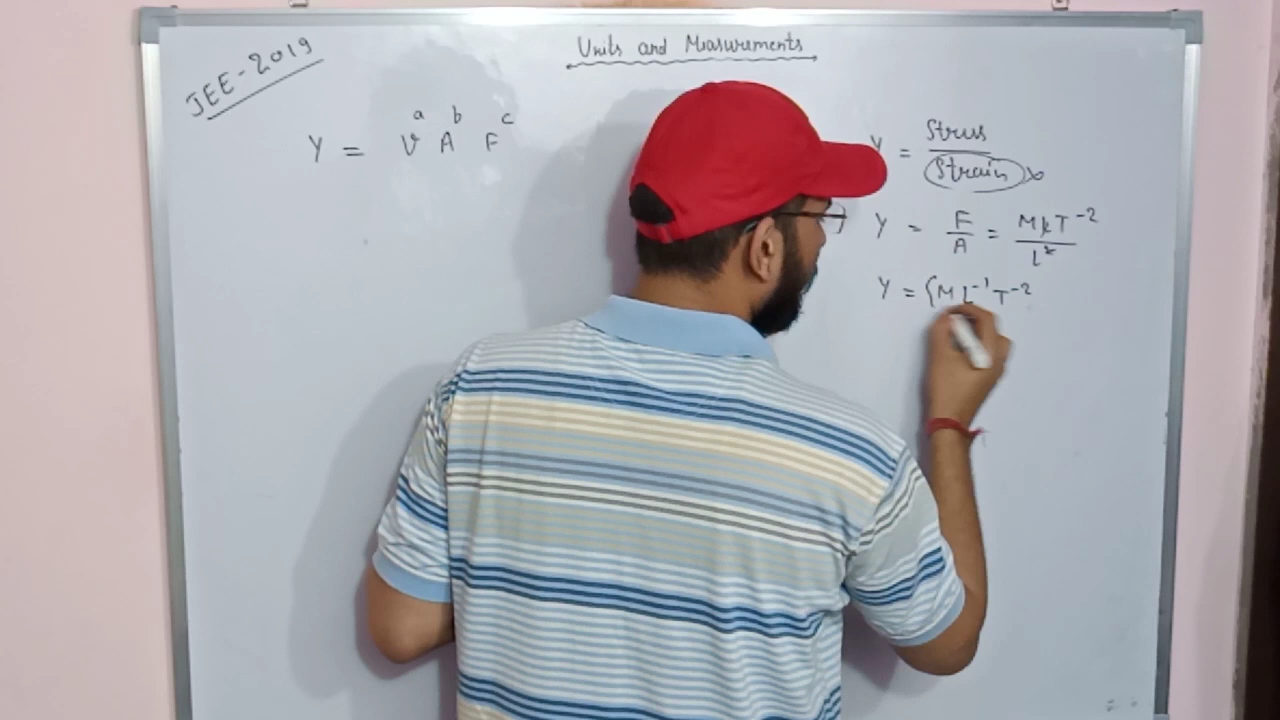 Units and Measurements
JEE-2019
Y = v^a A^b F^c
Y = Stress / Strain
Y = F/A = MLT^-2 / L^2
Y = [M L^-1 T^-2